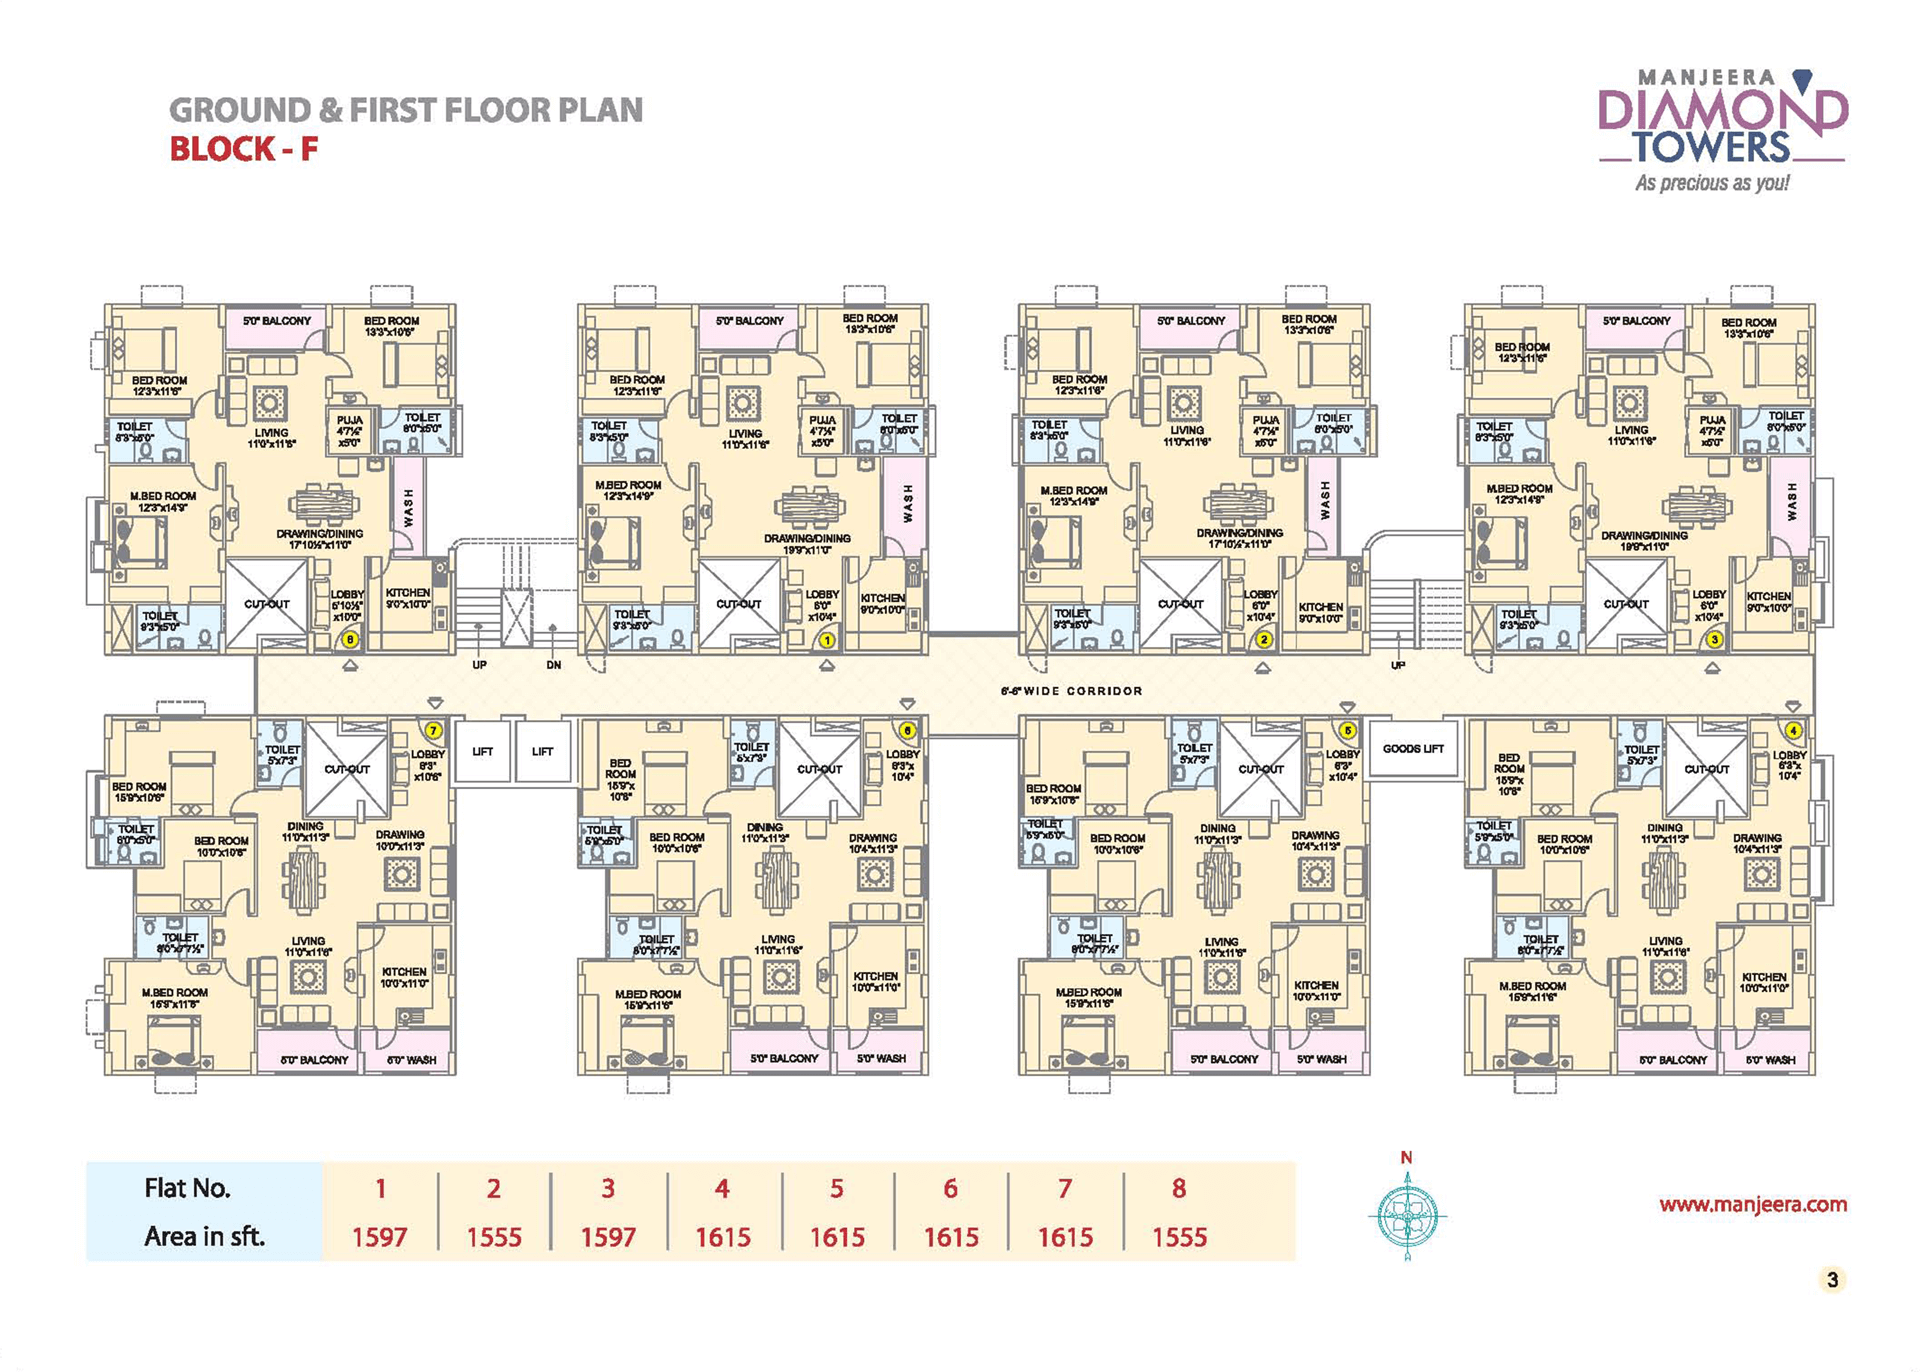 GROUND & FIRST FLOOR PLAN
BLOCK - F
MANJEERA
DIAMOND
TOWERS
As precious as you!
BED ROOM
12'3"x11'6"
5'0" BALCONY
BED ROOM
13'3"x10'6"
TOILET
8'3"x5'0"
LIVING
11'0"x11'6"
PUJA
4'7½"
x5'0"
TOILET
8'0"x5'0"
M.BED ROOM
12'3"x14'9"
WASH
DRAWING/DINING
17'10½"x11'0"
CUT-OUT
LOBBY
x10'0"
8
KITCHEN
9'0"x10'0"
TOILET
9'3"x5'0"
UP
DN
BED ROOM
12'3"x11'6"
5'0" BALCONY
BED ROOM
13'3"x10'6"
TOILET
8'3"x5'0"
LIVING
11'0"x11'6"
PUJA
4'7½"
x5'0"
TOILET
8'0"x5'0"
M.BED ROOM
12'3"x14'9"
WASH
DRAWING/DINING
19'9"x11'0"
CUT-OUT
LOBBY
6'0"
x10'4"
1
KITCHEN
9'0"x10'0"
TOILET
9'3"x5'0"
BED ROOM
12'3"x11'6"
5'0" BALCONY
BED ROOM
13'3"x10'6"
TOILET
8'3"x5'0"
LIVING
11'0"x11'6"
PUJA
4'7½"
x5'0"
TOILET
8'0"x5'0"
M.BED ROOM
12'3"x14'9"
WASH
DRAWING/DINING
17'10½"x11'0"
CUT-OUT
LOBBY
6'0"
x10'4"
2
KITCHEN
9'0"x10'0"
TOILET
9'3"x5'0"
UP
BED ROOM
12'3"x11'6"
5'0" BALCONY
BED ROOM
13'3"x10'6"
TOILET
8'3"x5'0"
LIVING
11'0"x11'6"
PUJA
4'7½"
x5'0"
TOILET
8'0"x5'0"
M.BED ROOM
12'3"x14'9"
WASH
DRAWING/DINING
19'9"x11'0"
CUT-OUT
LOBBY
6'0"
x10'4"
3
KITCHEN
9'0"x10'0"
TOILET
9'3"x5'0"
6'-6" WIDE CORRIDOR
BED ROOM
15'9"x10'6"
TOILET
5'x7'3"
CUT-OUT
7
LOBBY
6'3"
x10'6"
TOILET
6'0"x5'0"
BED ROOM
10'0"x10'6"
DINING
11'0"x11'3"
DRAWING
10'0"x11'3"
TOILET
8'0"x7'7½"
LIVING
11'0"x11'6"
KITCHEN
10'0"x11'0"
M.BED ROOM
15'9"x11'6"
5'0" BALCONY
5'0" WASH
LIFT
LIFT
BED
ROOM
15'9"x
10'6"
TOILET
5'x7'3"
CUT-OUT
6
LOBBY
6'3"x
10'4"
TOILET
5'9"x5'0"
BED ROOM
10'0"x10'6"
DINING
11'0"x11'3"
DRAWING
10'4"x11'3"
TOILET
8'0"x7'7½"
LIVING
11'0"x11'6"
KITCHEN
10'0"x11'0"
M.BED ROOM
15'9"x11'6"
5'0" BALCONY
5'0" WASH
BED ROOM
15'9"x10'6"
TOILET
5'x7'3"
CUT-OUT
5
LOBBY
6'3"
x10'4"
TOILET
5'9"x5'0"
BED ROOM
10'0"x10'6"
DINING
11'0"x11'3"
DRAWING
10'4"x11'3"
TOILET
8'0"x7'7½"
LIVING
11'0"x11'6"
KITCHEN
10'0"x11'0"
M.BED ROOM
15'9"x11'6"
5'0" BALCONY
5'0" WASH
GOODS LIFT
BED
ROOM
15'9"x
10'6"
TOILET
5'x7'3"
CUT-OUT
4
LOBBY
6'3"x
10'4"
TOILET
5'9"x5'0"
BED ROOM
10'0"x10'6"
DINING
11'0"x11'3"
DRAWING
10'4"x11'3"
TOILET
8'0"x7'7½"
LIVING
11'0"x11'6"
KITCHEN
10'0"x11'0"
M.BED ROOM
15'9"x11'6"
5'0" BALCONY
5'0" WASH
Flat No. 1 2 3 4 5 6 7 8
Area in sft. 1597 1555 1597 1615 1615 1615 1615 1555
N
www.manjeera.com
3